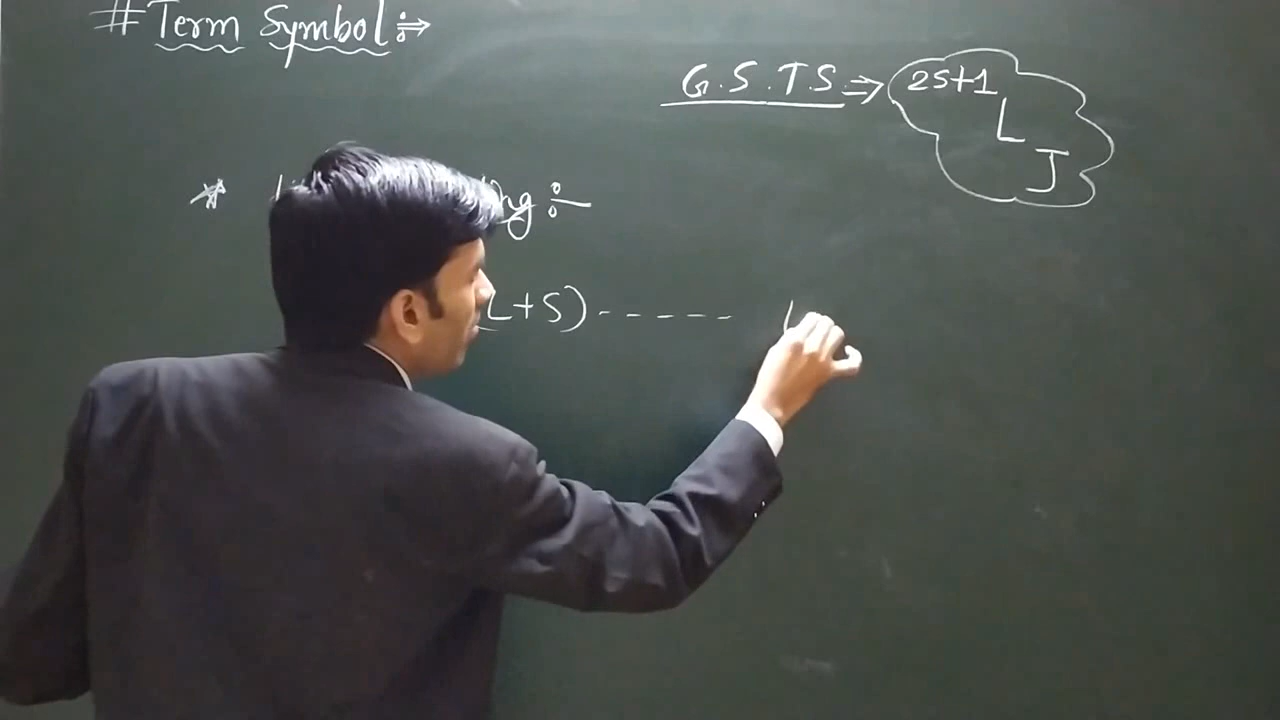 # Term Symbol :⇒
G.S.T.S. ⇒ 2S+1
L
J
* :-
(L+S) ----- (